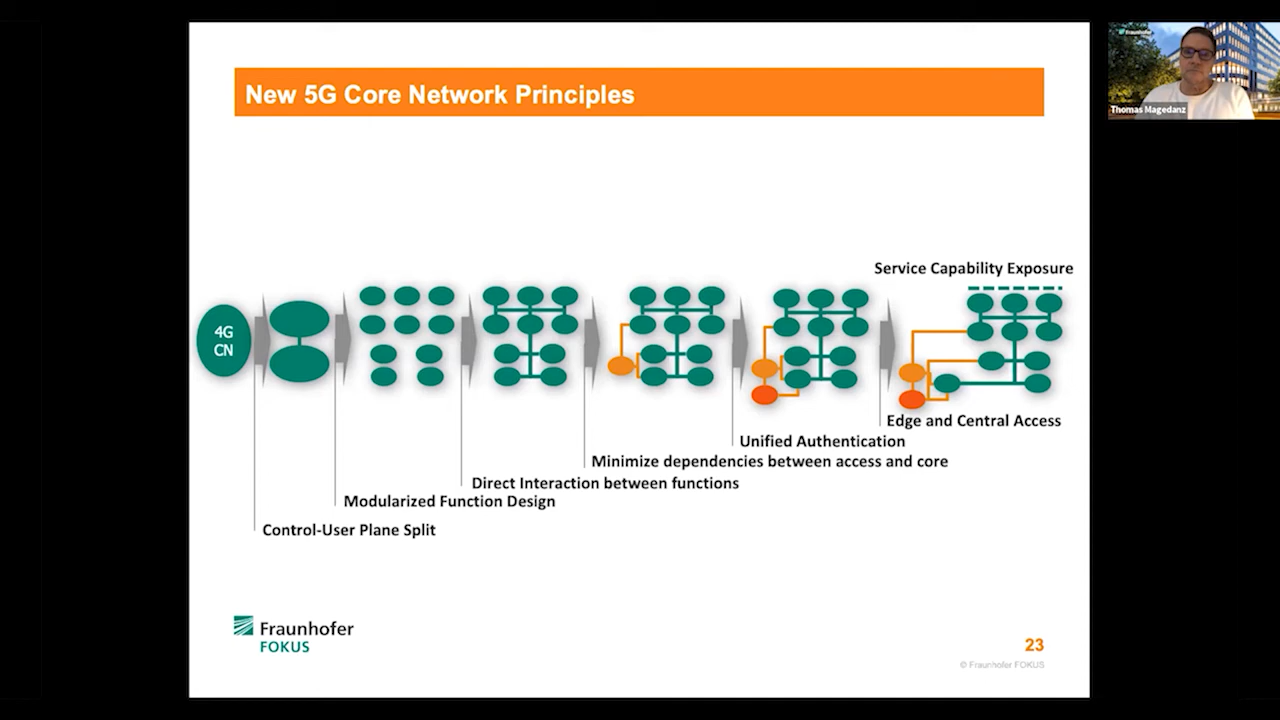 New 5G Core Network Principles
Fraunhofer
Thomas Magedanz
Service Capability Exposure
4G
CN
Edge and Central Access
Unified Authentication
Minimize dependencies between access and core
Direct Interaction between functions
Modularized Function Design
Control-User Plane Split
Fraunhofer
FOKUS
23
© Fraunhofer FOKUS